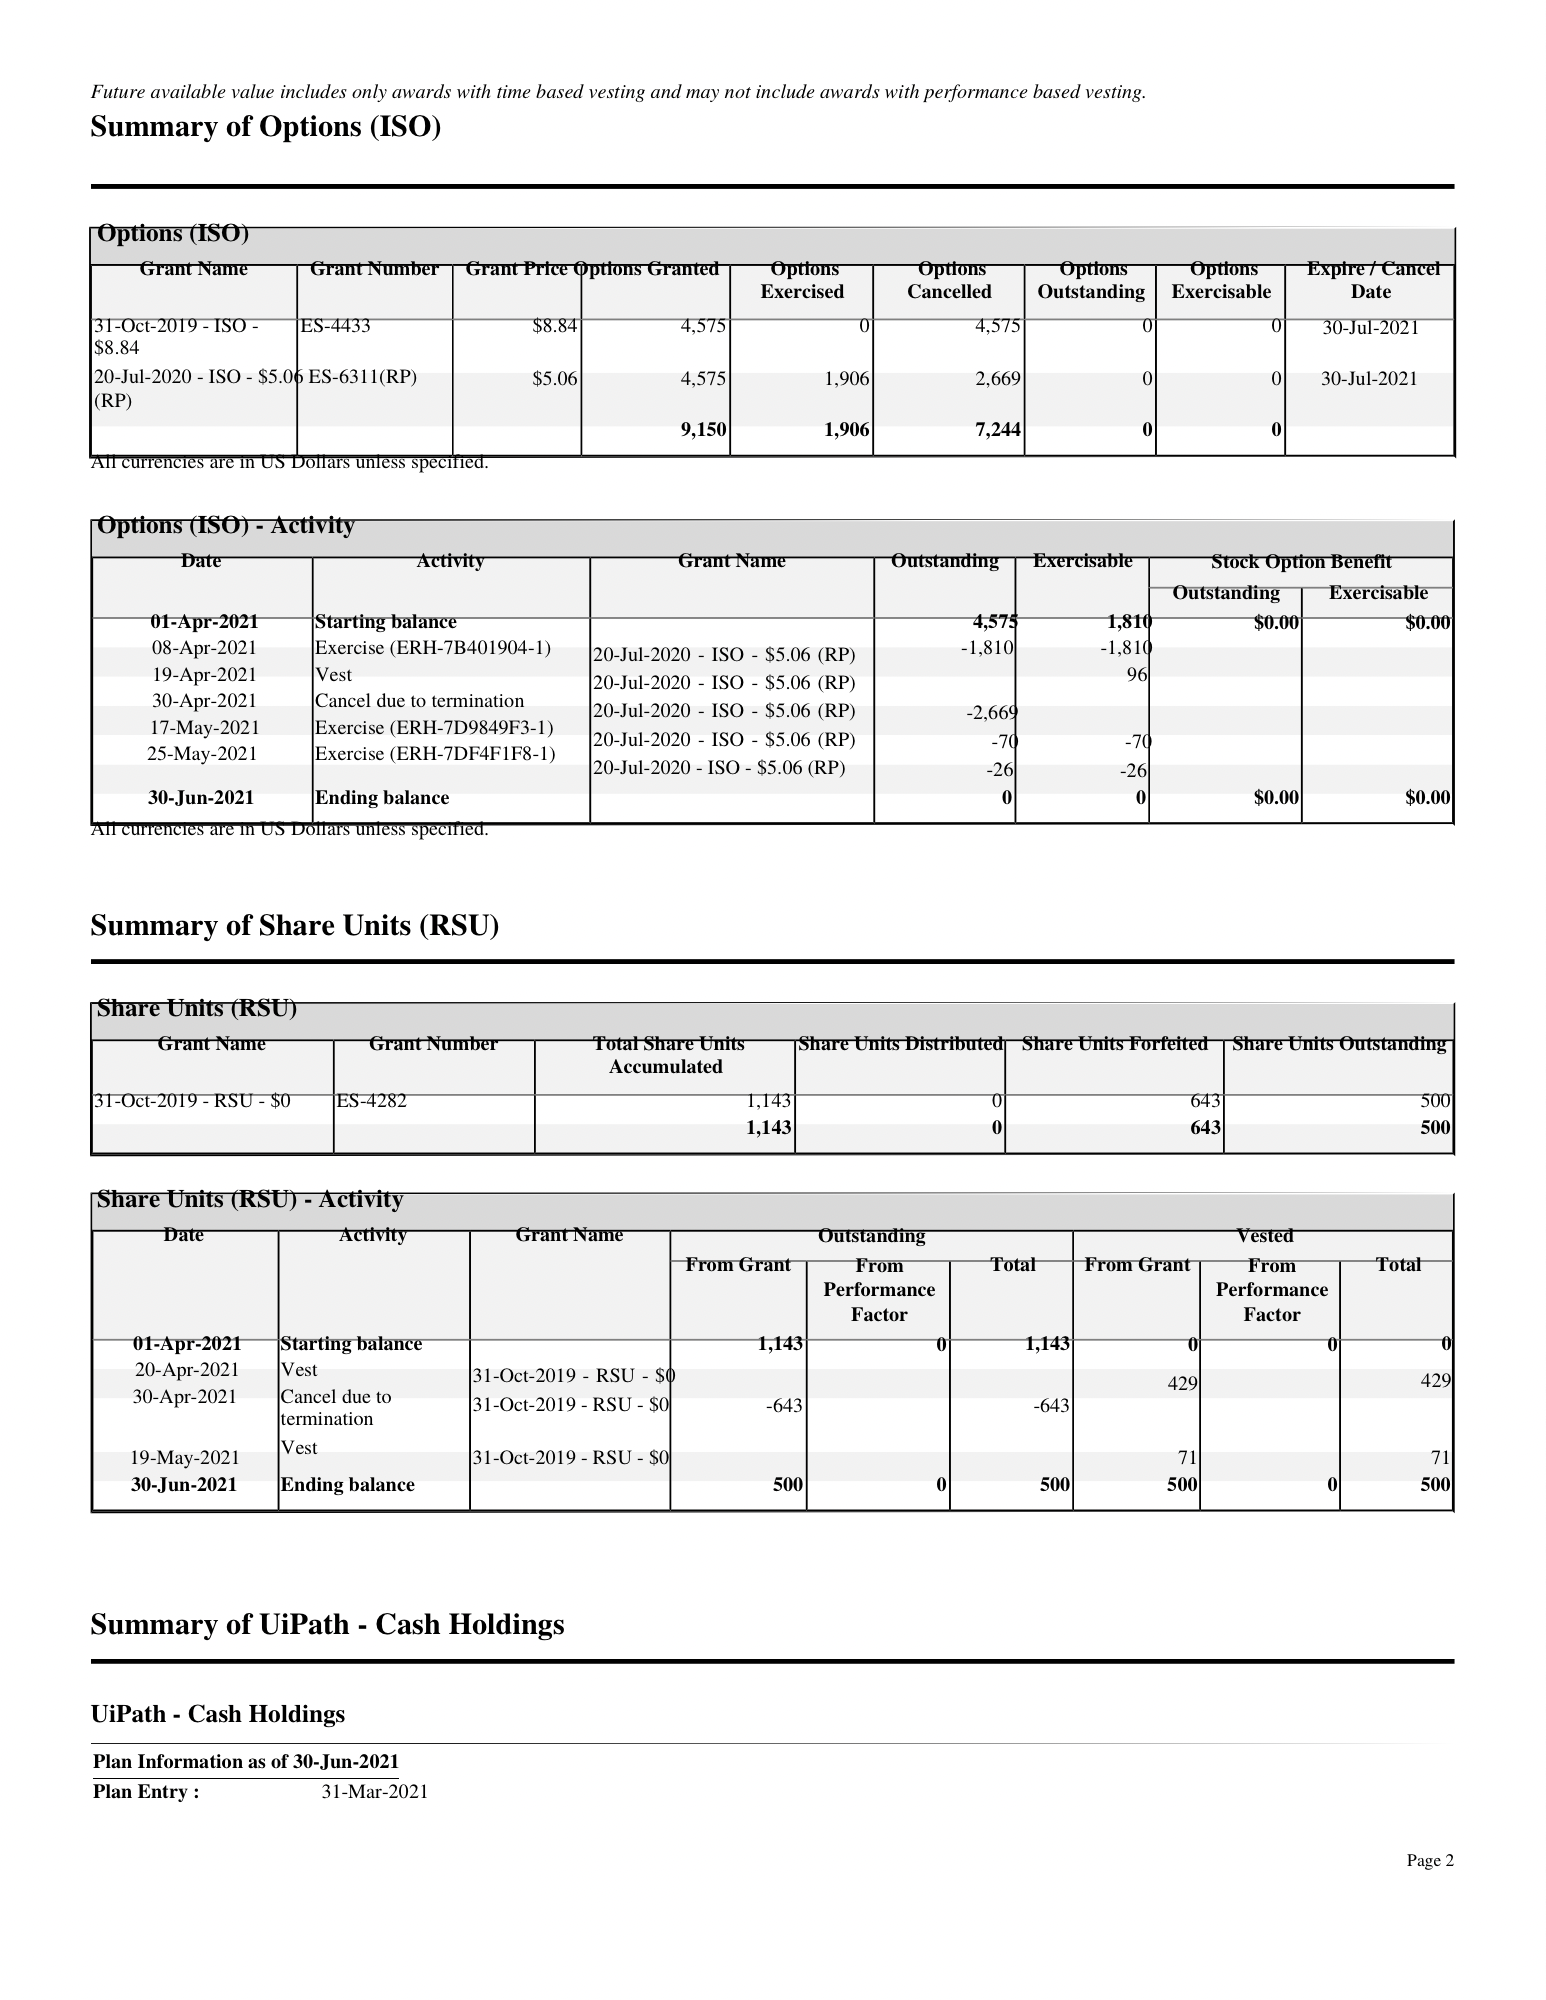 Future available value includes only awards with time based vesting and may not include awards with performance based vesting.
Summary of Options (ISO)
Options (ISO)
Grant Name Grant Number Grant Price Options Granted Options Options Options Options Expire / Cancel
Exercised Cancelled Outstanding Exercisable Date
31-Oct-2019 - ISO - ES-4433 $8.84 4,575 0 4,575 0 0 30-Jul-2021
$8.84
20-Jul-2020 - ISO - $5.06 ES-6311(RP) $5.06 4,575 1,906 2,669 0 0 30-Jul-2021
(RP)
9,150 1,906 7,244 0 0
All currencies are in US Dollars unless specified.
Options (ISO) - Activity
Date Activity Grant Name Outstanding Exercisable Stock Option Benefit
Outstanding Exercisable
01-Apr-2021 Starting balance 4,575 1,810 $0.00 $0.00
08-Apr-2021 Exercise (ERH-7B401904-1) 20-Jul-2020 - ISO - $5.06 (RP) -1,810 -1,810
19-Apr-2021 Vest 20-Jul-2020 - ISO - $5.06 (RP) 96
30-Apr-2021 Cancel due to termination 20-Jul-2020 - ISO - $5.06 (RP) -2,669
17-May-2021 Exercise (ERH-7D9849F3-1) 20-Jul-2020 - ISO - $5.06 (RP) -70 -70
25-May-2021 Exercise (ERH-7DF4F1F8-1) 20-Jul-2020 - ISO - $5.06 (RP) -26 -26
30-Jun-2021 Ending balance 0 0 $0.00 $0.00
All currencies are in US Dollars unless specified.
Summary of Share Units (RSU)
Share Units (RSU)
Grant Name Grant Number Total Share Units Share Units Distributed Share Units Forfeited Share Units Outstanding
Accumulated
31-Oct-2019 - RSU - $0 ES-4282 1,143 0 643 500
1,143 0 643 500
Share Units (RSU) - Activity
Date Activity Grant Name Outstanding Vested
From Grant From Total From Grant From Total
Performance Performance
Factor Factor
01-Apr-2021 Starting balance 1,143 0 1,143 0 0 0
20-Apr-2021 Vest 31-Oct-2019 - RSU - $0 429 429
30-Apr-2021 Cancel due to 31-Oct-2019 - RSU - $0 -643 -643
termination
19-May-2021 Vest 31-Oct-2019 - RSU - $0 71 71
30-Jun-2021 Ending balance 500 0 500 500 0 500
Summary of UiPath - Cash Holdings
UiPath - Cash Holdings
Plan Information as of 30-Jun-2021
Plan Entry : 31-Mar-2021
Page 2